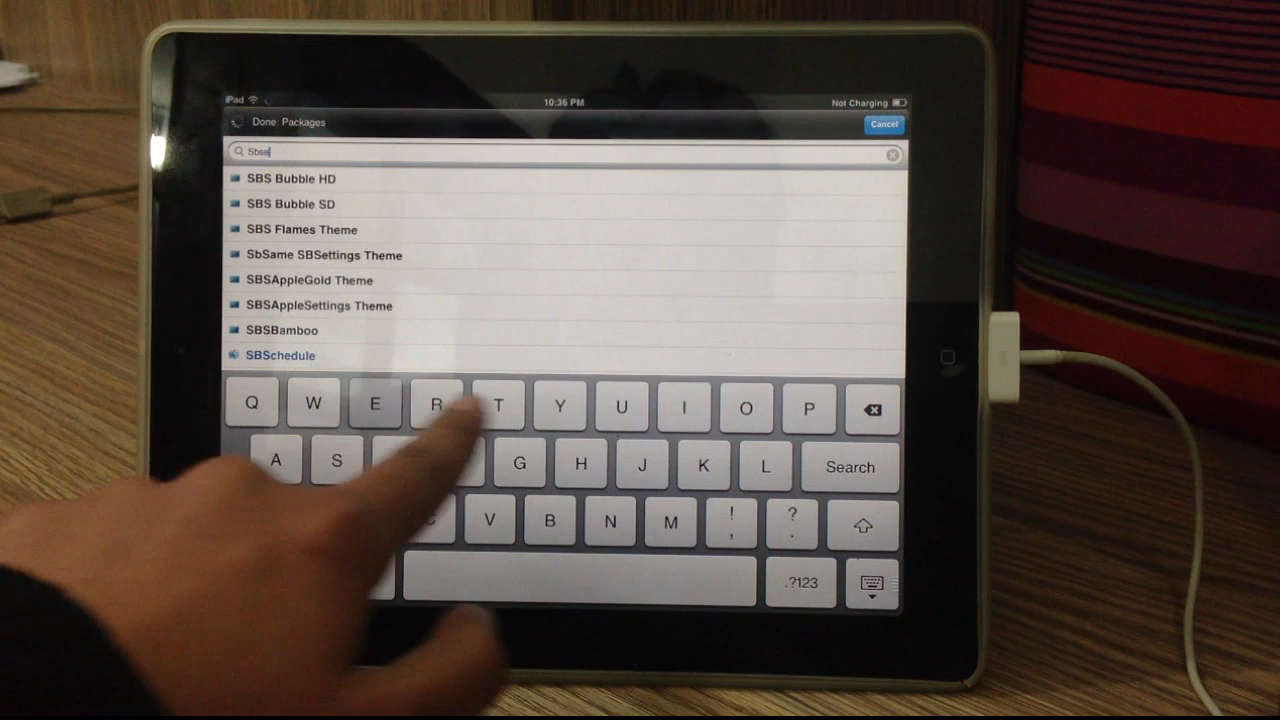 iPad 10:36 PM Not Charging
Done: Packages Cancel
Sbse
SBS Bubble HD
SBS Bubble SD
SBS Flames Theme
SbSame SBSettings Theme
SBSAppleGold Theme
SBSAppleSettings Theme
SBSBamboo
SBSchedule
Q W E R T Y U I O P
A S G H J K L Search
C V B N M ! , ? .
.?123